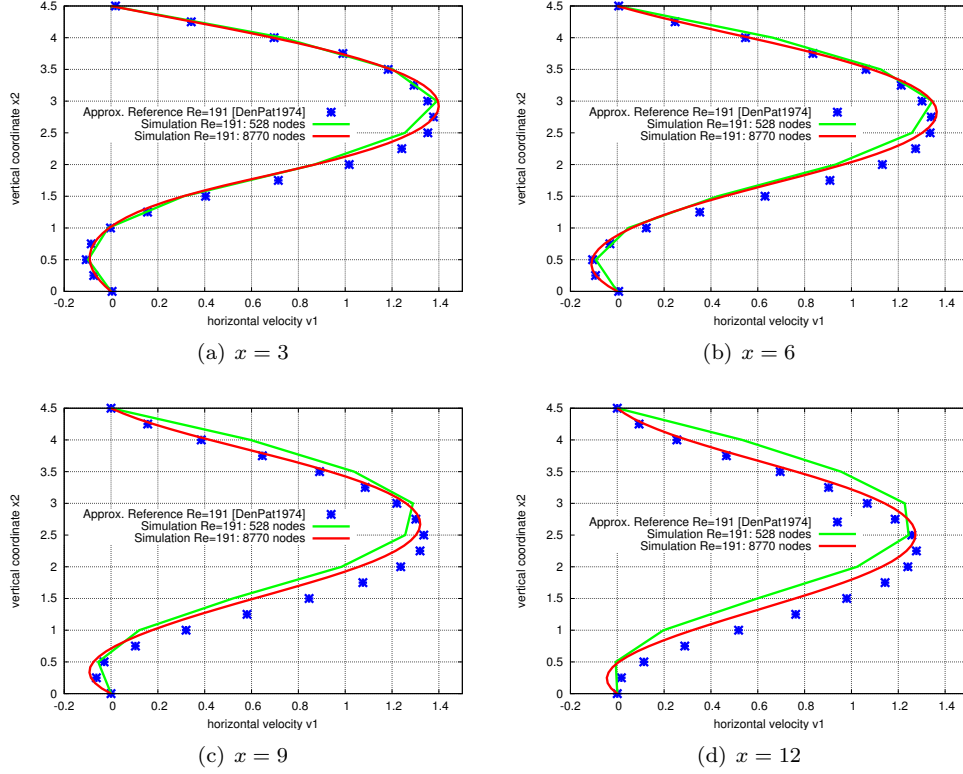 4.5
4
3.5
3
2.5
2
1.5
1
0.5
0
vertical coordinate x2
Approx. Reference Re=191 [DenPat1974]
Simulation Re=191: 528 nodes
Simulation Re=191: 8770 nodes
-0.2 0 0.2 0.4 0.6 0.8 1 1.2 1.4
horizontal velocity v1
(a) x = 3
4.5
4
3.5
3
2.5
2
1.5
1
0.5
0
vertical coordinate x2
Approx. Reference Re=191 [DenPat1974]
Simulation Re=191: 528 nodes
Simulation Re=191: 8770 nodes
-0.2 0 0.2 0.4 0.6 0.8 1 1.2 1.4
horizontal velocity v1
(b) x = 6
4.5
4
3.5
3
2.5
2
1.5
1
0.5
0
vertical coordinate x2
Approx. Reference Re=191 [DenPat1974]
Simulation Re=191: 528 nodes
Simulation Re=191: 8770 nodes
-0.2 0 0.2 0.4 0.6 0.8 1 1.2 1.4
horizontal velocity v1
(c) x = 9
4.5
4
3.5
3
2.5
2
1.5
1
0.5
0
vertical coordinate x2
Approx. Reference Re=191 [DenPat1974]
Simulation Re=191: 528 nodes
Simulation Re=191: 8770 nodes
-0.2 0 0.2 0.4 0.6 0.8 1 1.2 1.4
horizontal velocity v1
(d) x = 12